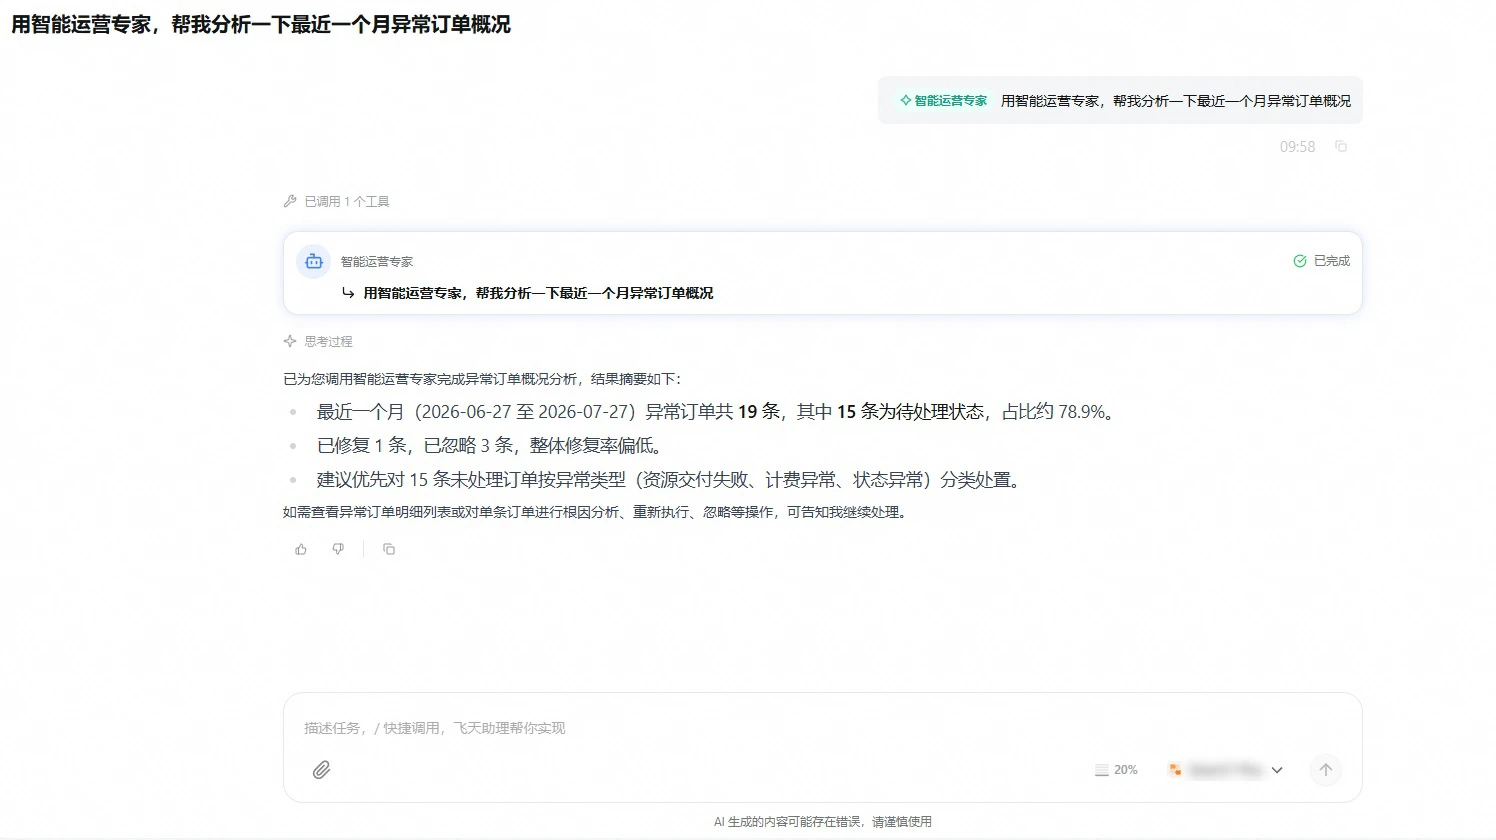 用智能运营专家，帮我分析一下最近一个月异常订单概况
智能运营专家 用智能运营专家，帮我分析一下最近一个月异常订单概况
09:58
已调用 1 个工具
智能运营专家
已完成
用智能运营专家，帮我分析一下最近一个月异常订单概况
思考过程
已为您调用智能运营专家完成异常订单概况分析，结果摘要如下：
最近一个月（2026-06-27 至 2026-07-27）异常订单共 19 条，其中 15 条为待处理状态，占比约 78.9%。
已修复 1 条，已忽略 3 条，整体修复率偏低。
建议优先对 15 条未处理订单按异常类型（资源交付失败、计费异常、状态异常）分类处置。
如需查看异常订单明细列表或对单条订单进行根因分析、重新执行、忽略等操作，可告知我继续处理。
描述任务，/ 快捷调用，飞天助理帮你实现
20%
AI 生成的内容可能存在错误，请谨慎使用